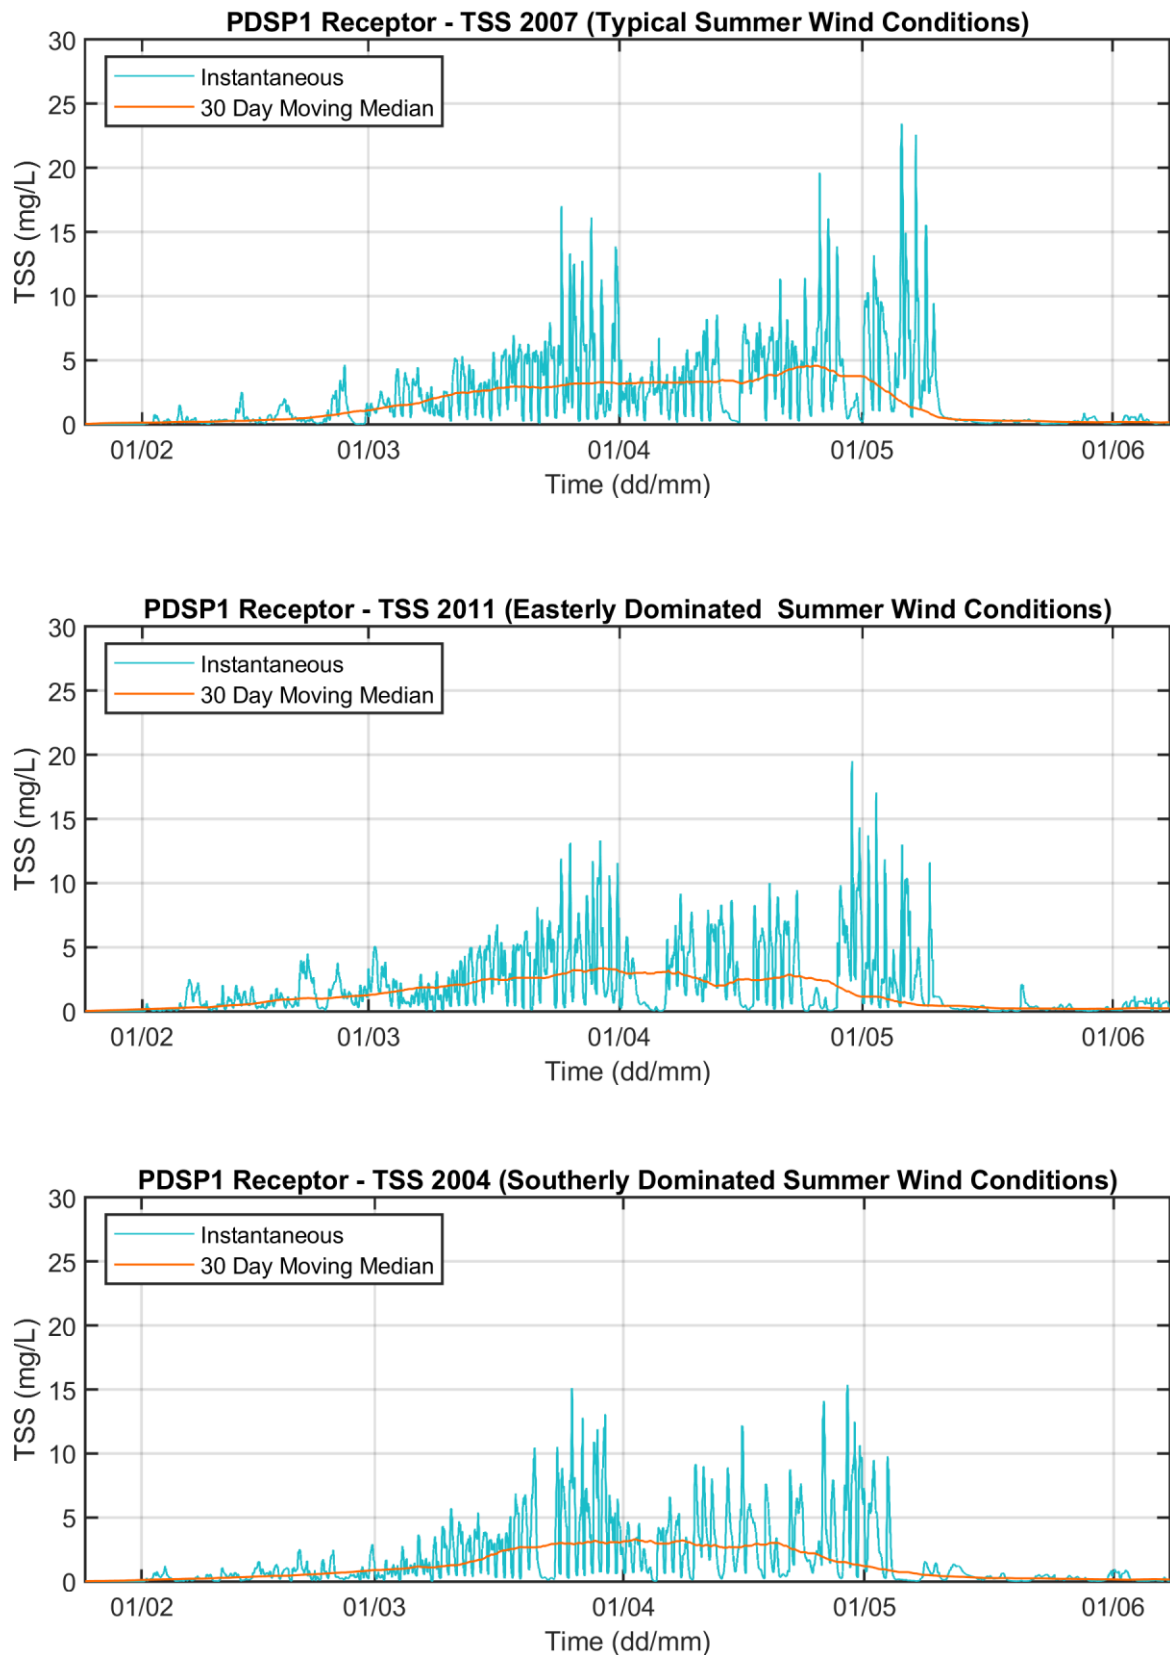 PDSP1 Receptor - TSS 2007 (Typical Summer Wind Conditions)
30
25
20
15
10
5
0
TSS (mg/L)
Instantaneous
30 Day Moving Median
01/02 01/03 01/04 01/05 01/06
Time (dd/mm)
PDSP1 Receptor - TSS 2011 (Easterly Dominated  Summer Wind Conditions)
30
25
20
15
10
5
0
TSS (mg/L)
Instantaneous
30 Day Moving Median
01/02 01/03 01/04 01/05 01/06
Time (dd/mm)
PDSP1 Receptor - TSS 2004 (Southerly Dominated Summer Wind Conditions)
30
25
20
15
10
5
0
TSS (mg/L)
Instantaneous
30 Day Moving Median
01/02 01/03 01/04 01/05 01/06
Time (dd/mm)